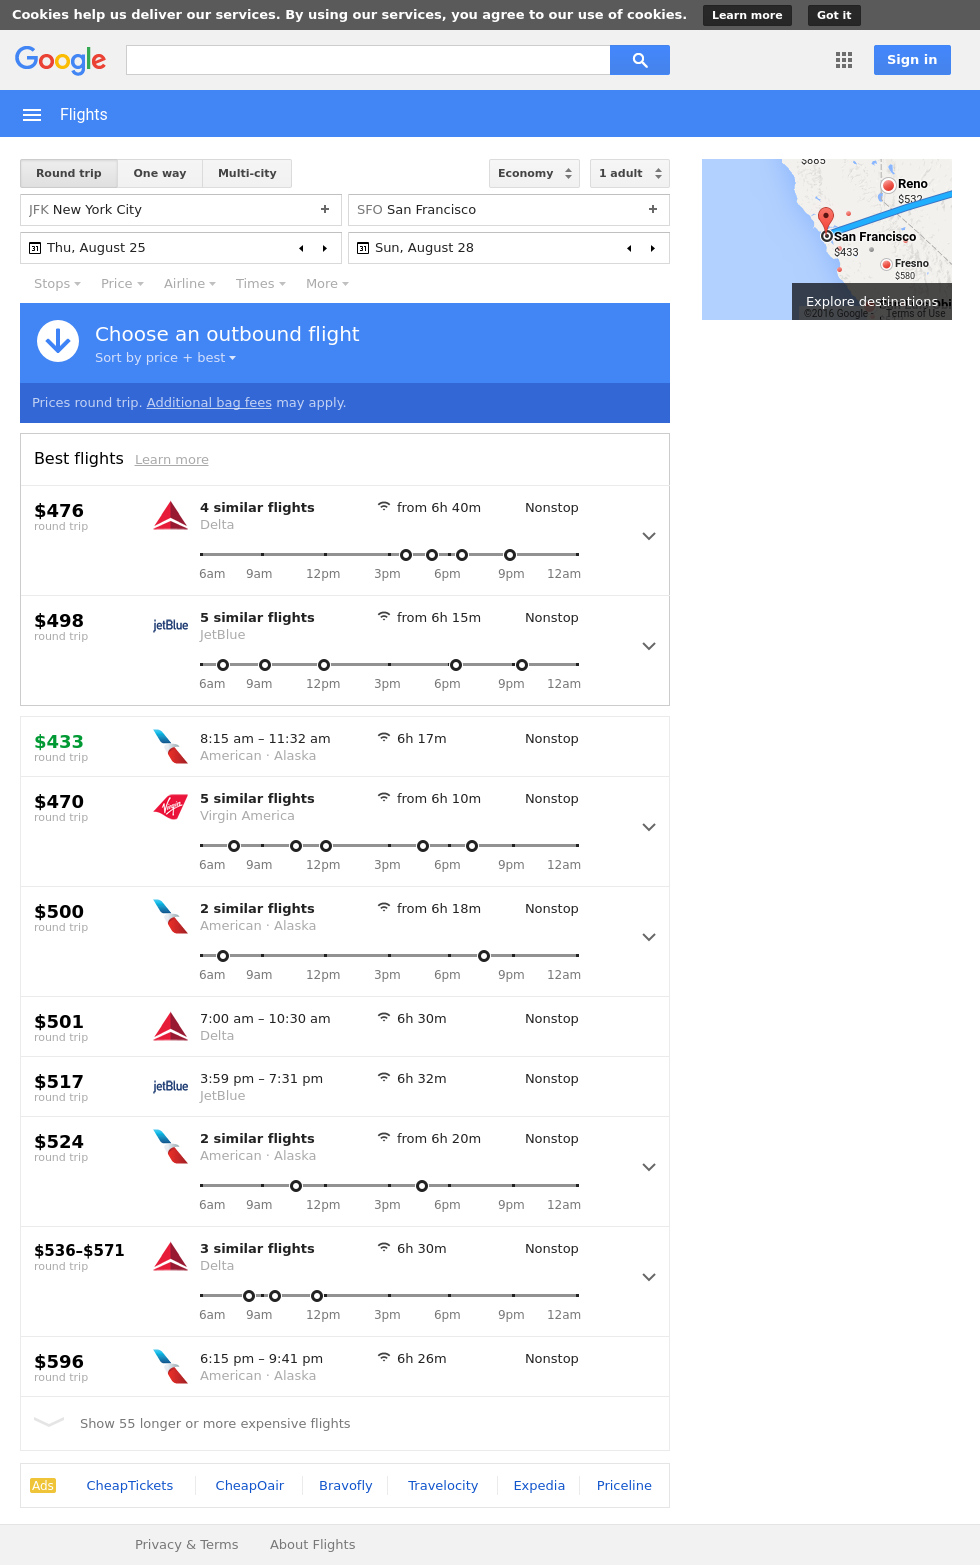 Cookies help us deliver our services. By using our services, you agree to our use of cookies. Learn more Got it
Google Sign in
Flights
Round trip One way Multi-city Economy 1 adult
JFK New York City + SFO San Francisco +
31 Thu, August 25 31 Sun, August 28
Stops Price Airline Times More
$885
Reno
$532
San Francisco
$433
Fresno
$580
Explore destinations
©2016 Google Terms of Use
Choose an outbound flight
Sort by price + best
Prices round trip. Additional bag fees may apply.
Best flights Learn more
$476 4 similar flights from 6h 40m Nonstop
round trip Delta
6am 9am 12pm 3pm 6pm 9pm 12am
$498 jetBlue 5 similar flights from 6h 15m Nonstop
round trip JetBlue
6am 9am 12pm 3pm 6pm 9pm 12am
$433 8:15 am – 11:32 am 6h 17m Nonstop
round trip American · Alaska
$470 Virgin 5 similar flights from 6h 10m Nonstop
round trip Virgin America
6am 9am 12pm 3pm 6pm 9pm 12am
$500 2 similar flights from 6h 18m Nonstop
round trip American · Alaska
6am 9am 12pm 3pm 6pm 9pm 12am
$501 7:00 am – 10:30 am 6h 30m Nonstop
round trip Delta
$517 jetBlue 3:59 pm – 7:31 pm 6h 32m Nonstop
round trip JetBlue
$524 2 similar flights from 6h 20m Nonstop
round trip American · Alaska
6am 9am 12pm 3pm 6pm 9pm 12am
$536–$571 3 similar flights 6h 30m Nonstop
round trip Delta
6am 9am 12pm 3pm 6pm 9pm 12am
$596 6:15 pm – 9:41 pm 6h 26m Nonstop
round trip American · Alaska
Show 55 longer or more expensive flights
Ads CheapTickets CheapOair Bravofly Travelocity Expedia Priceline
Privacy & Terms About Flights